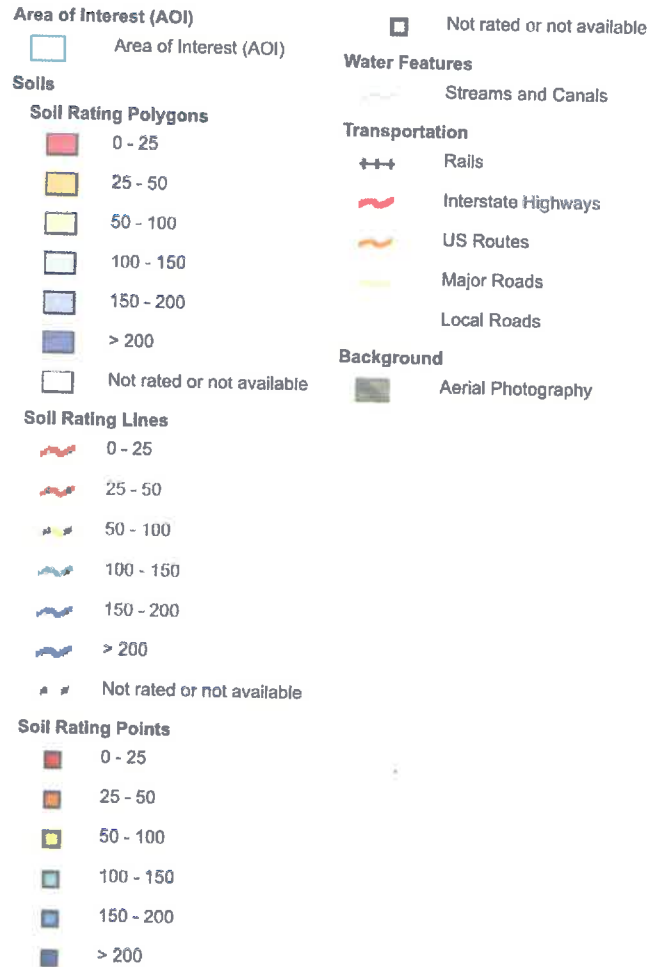 Area of Interest (AOI)
Area of Interest (AOI)
Soils
Soil Rating Polygons
0 - 25
25 - 50
50 - 100
100 - 150
150 - 200
> 200
Not rated or not available
Soil Rating Lines
0 - 25
25 - 50
50 - 100
100 - 150
150 - 200
> 200
Not rated or not available
Soil Rating Points
0 - 25
25 - 50
50 - 100
100 - 150
150 - 200
> 200
Not rated or not available
Water Features
Streams and Canals
Transportation
Rails
Interstate Highways
US Routes
Major Roads
Local Roads
Background
Aerial Photography